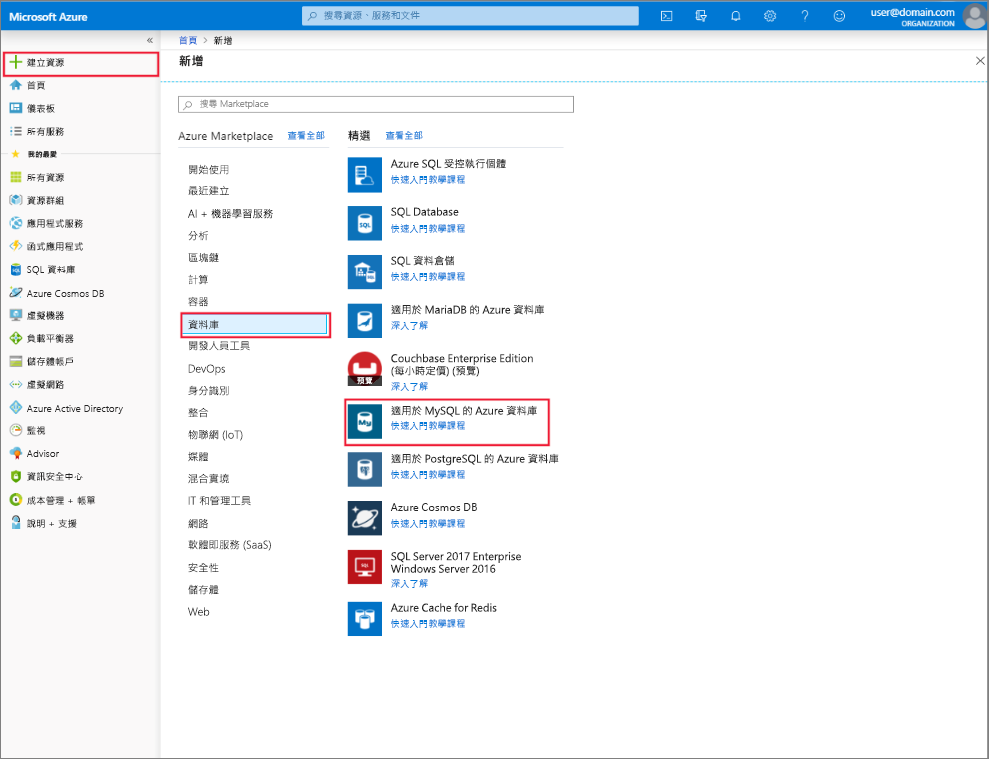 Microsoft Azure
搜尋資源、服務和文件
user@domain.com
ORGANIZATION
«
建立資源
首頁
儀表板
所有服務
我的最愛
所有資源
資源群組
應用程式服務
函式應用程式
SQL 資料庫
Azure Cosmos DB
虛擬機器
負載平衡器
儲存體帳戶
虛擬網路
Azure Active Directory
監視
Advisor
資訊安全中心
成本管理 + 帳單
說明 + 支援
首頁 > 新增
新增
搜尋 Marketplace
Azure Marketplace 查看全部
開始使用
最近建立
AI + 機器學習服務
分析
區塊鏈
計算
容器
資料庫
開發人員工具
DevOps
身分識別
整合
物聯網 (IoT)
媒體
混合實境
IT 和管理工具
網路
軟體即服務 (SaaS)
安全性
儲存體
Web
精選 查看全部
Azure SQL 受控執行個體
快速入門教學課程
SQL
SQL Database
快速入門教學課程
SQL 資料倉儲
快速入門教學課程
適用於 MariaDB 的 Azure 資料庫
深入了解
預覽
Couchbase Enterprise Edition
(每小時定價) (預覽)
深入了解
My
適用於 MySQL 的 Azure 資料庫
快速入門教學課程
適用於 PostgreSQL 的 Azure 資料庫
快速入門教學課程
Azure Cosmos DB
快速入門教學課程
SQL
SQL Server 2017 Enterprise
Windows Server 2016
深入了解
Azure Cache for Redis
快速入門教學課程